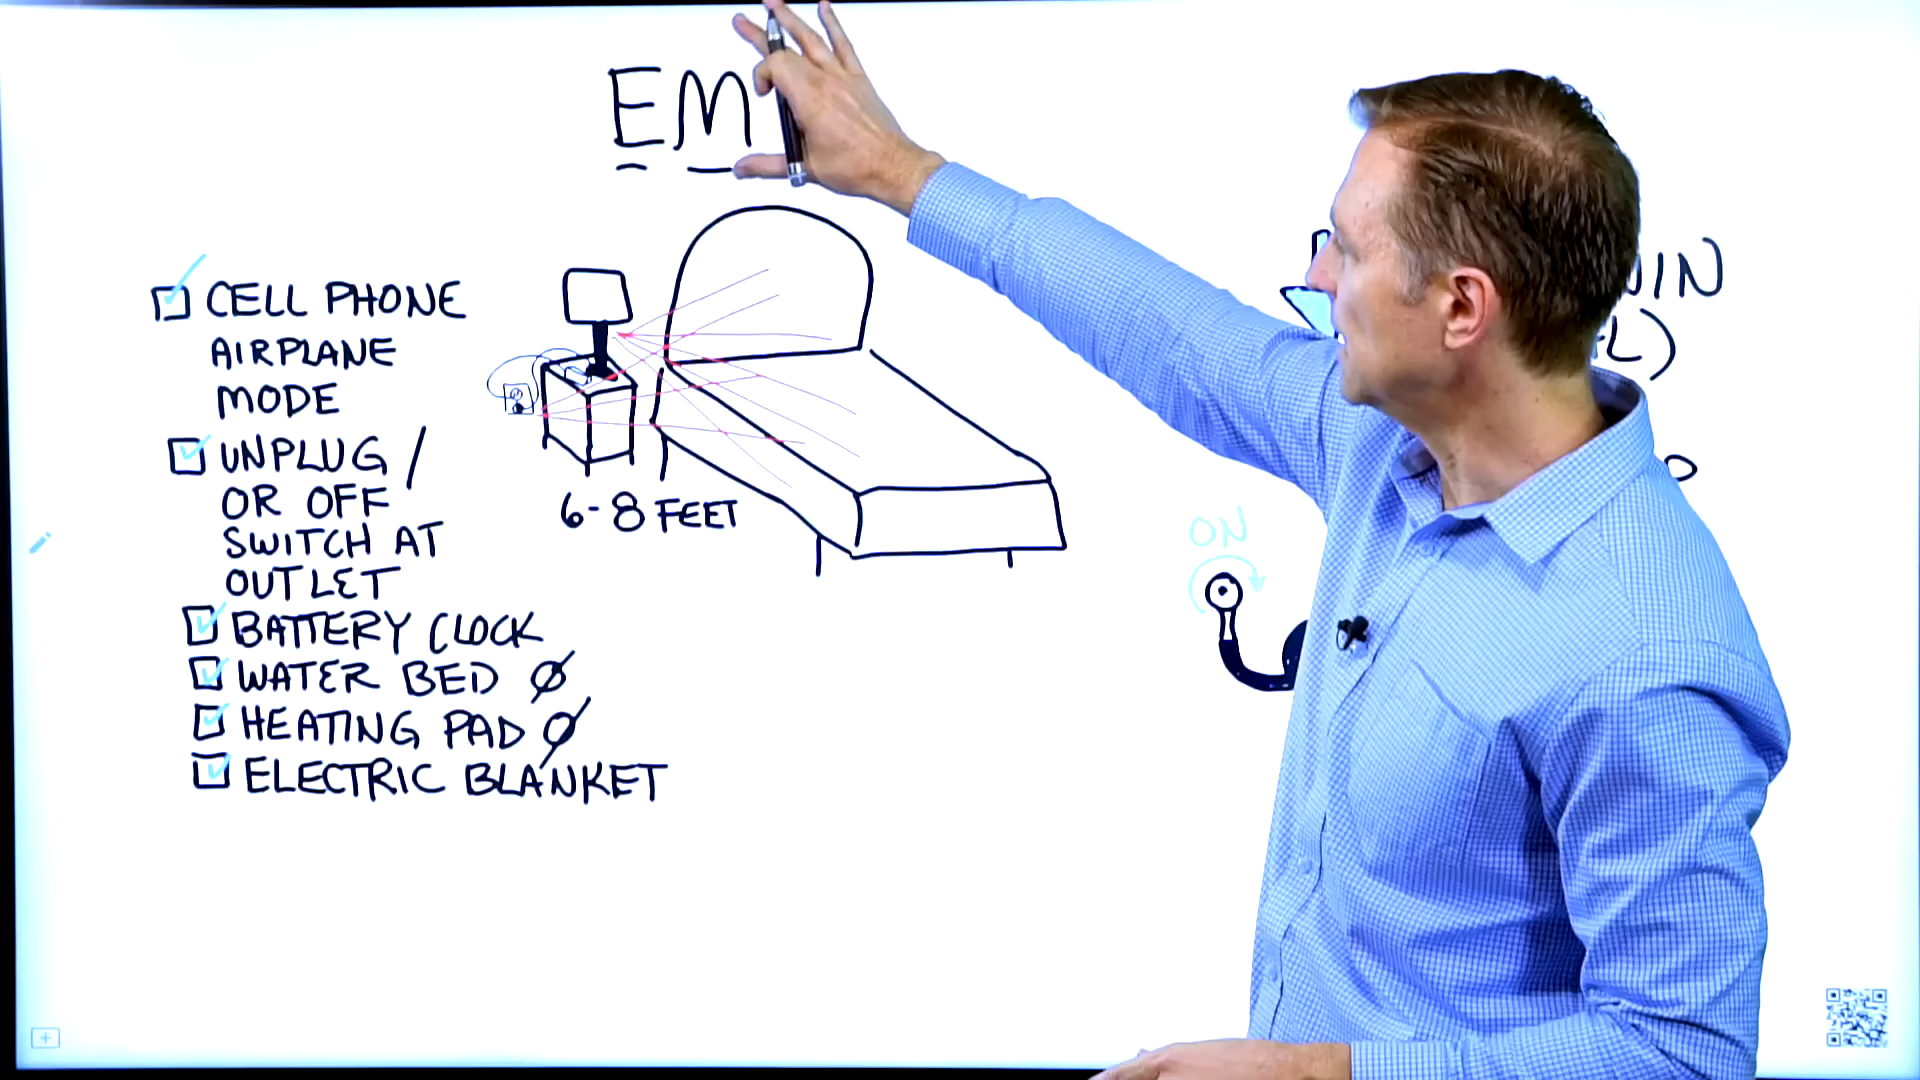 EM
CELL PHONE
AIRPLANE
MODE
UNPLUG /
OR OFF
SWITCH AT
OUTLET
BATTERY CLOCK
WATER BED Ø
HEATING PAD Ø
ELECTRIC BLANKET
6-8 FEET
ON